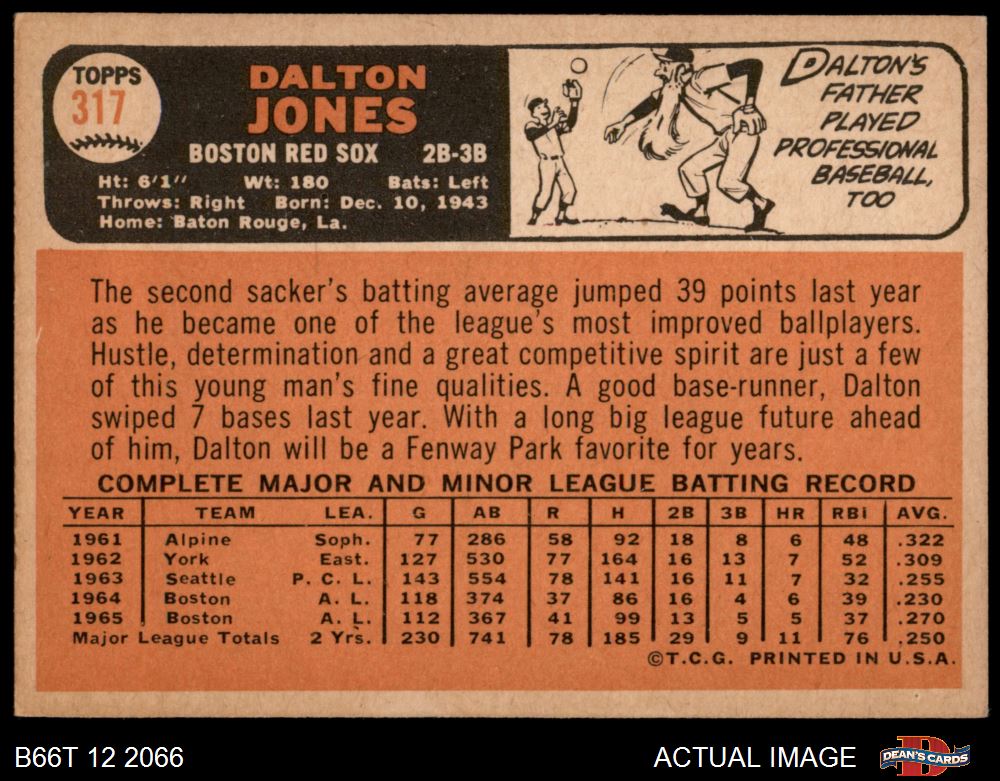 TOPPS
317
DALTON
JONES
BOSTON RED SOX 2B-3B
Ht: 6'1" Wt: 180 Bats: Left
Throws: Right Born: Dec. 10, 1943
Home: Baton Rouge, La.
DALTON'S
FATHER
PLAYED
PROFESSIONAL
BASEBALL,
TOO
The second sacker's batting average jumped 39 points last year
as he became one of the league's most improved ballplayers.
Hustle, determination and a great competitive spirit are just a few
of this young man's fine qualities. A good base-runner, Dalton
swiped 7 bases last year. With a long big league future ahead
of him, Dalton will be a Fenway Park favorite for years.
COMPLETE MAJOR AND MINOR LEAGUE BATTING RECORD
YEAR TEAM LEA. G AB R H 2B 3B HR RBi AVG.
1961 Alpine Soph. 77 286 58 92 18 8 6 48 .322
1962 York East. 127 530 77 164 16 13 7 52 .309
1963 Seattle P. C. L. 143 554 78 141 16 11 7 32 .255
1964 Boston A. L. 118 374 37 86 16 4 6 39 .230
1965 Boston A. L. 112 367 41 99 13 5 5 37 .270
Major League Totals 2 Yrs. 230 741 78 185 29 9 11 76 .250
©T.C.G. PRINTED IN U.S.A.
B66T 12 2066 ACTUAL IMAGE DEAN'S CARDS